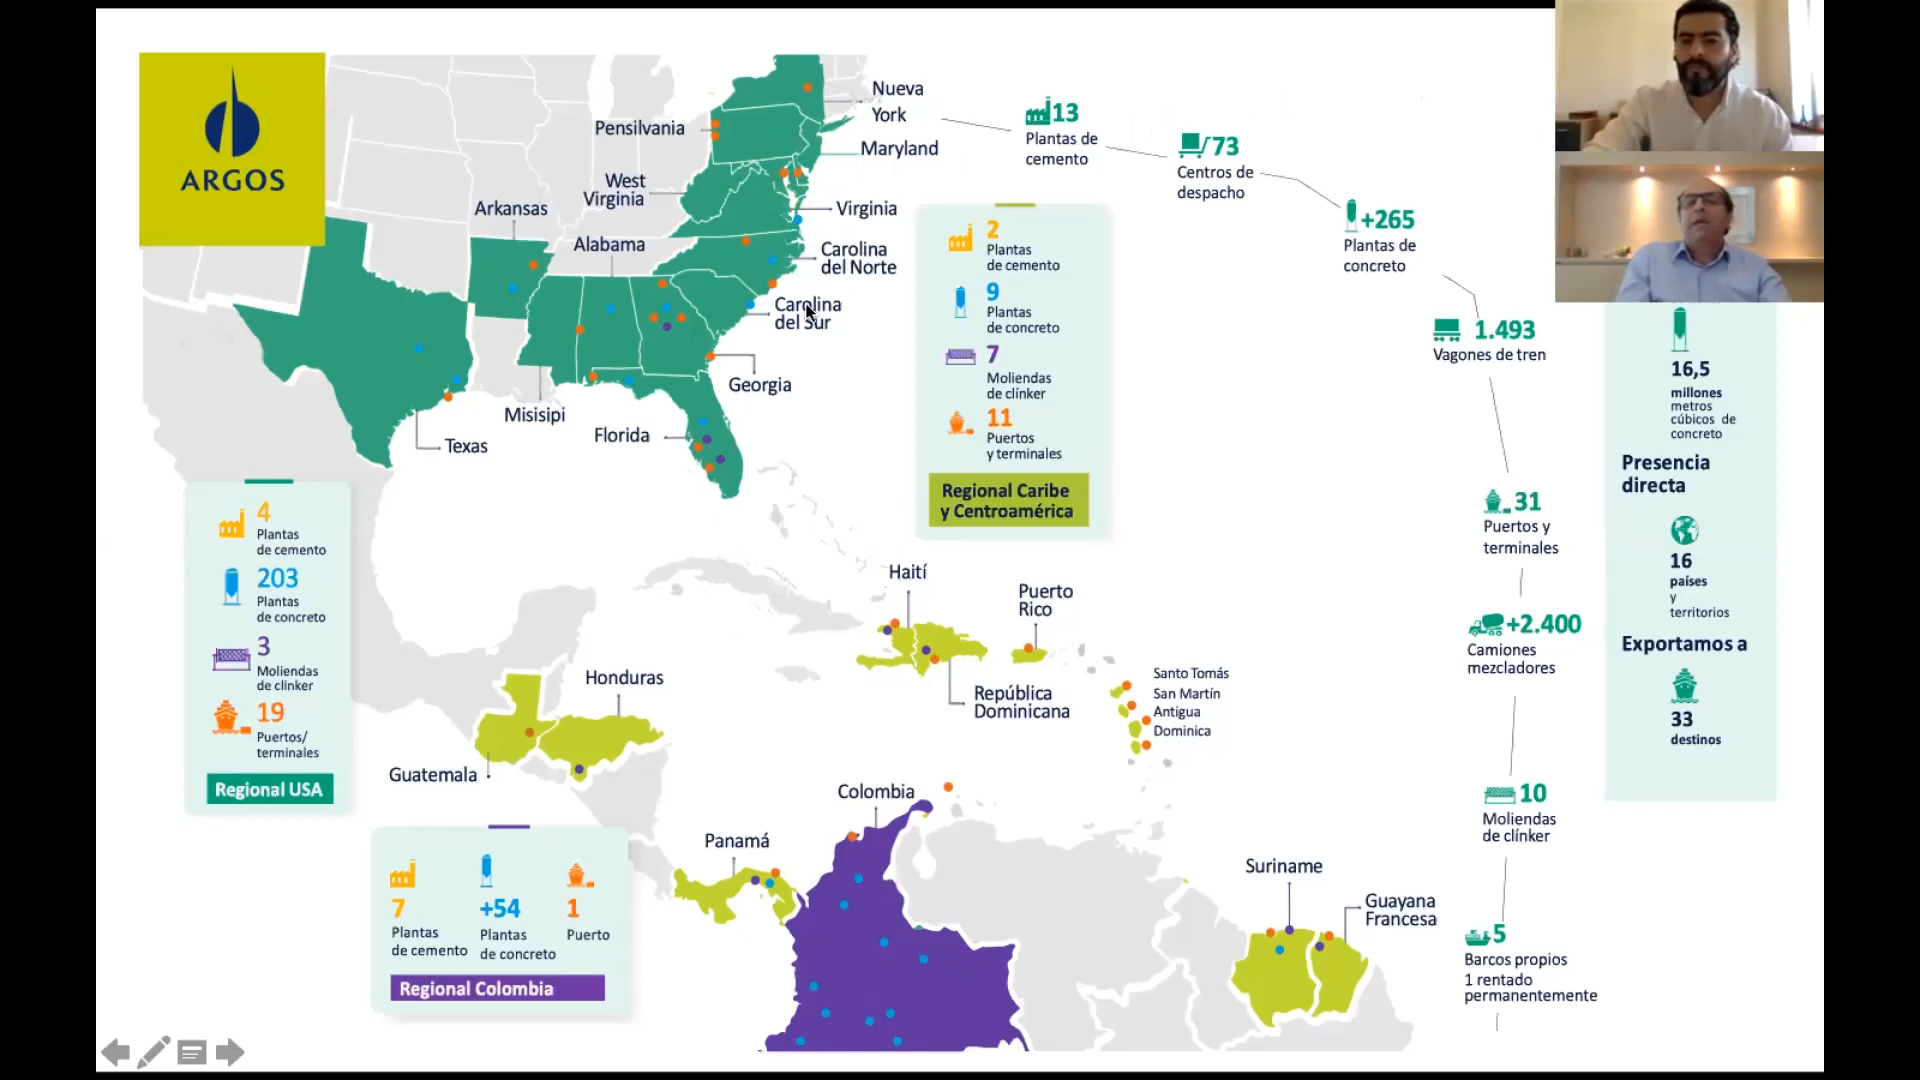 ARGOS
Nueva
York
Pensilvania
Maryland
West
Virginia
Virginia
Arkansas
Alabama
Carolina
del Norte
Carolina
del Sur
Georgia
Misisipi
Florida
Texas
13
Plantas de
cemento
73
Centros de
despacho
+265
Plantas de
concreto
1.493
Vagones de tren
31
Puertos y
terminales
+2.400
Camiones
mezcladores
10
Moliendas
de clínker
5
Barcos propios
1 rentado
permanentemente
16,5
millones
metros
cúbicos de
concreto
Presencia
directa
16
países
y
territorios
Exportamos a
33
destinos
2
Plantas
de cemento
9
Plantas
de concreto
7
Moliendas
de clínker
11
Puertos
y terminales
Regional Caribe
y Centroamérica
4
Plantas
de cemento
203
Plantas
de concreto
3
Moliendas
de clinker
19
Puertos/
terminales
Regional USA
Haití
Puerto
Rico
República
Dominicana
Santo Tomás
San Martín
Antigua
Dominica
Honduras
Guatemala
Colombia
Panamá
Suriname
Guayana
Francesa
7
Plantas
de cemento
+54
Plantas
de concreto
1
Puerto
Regional Colombia